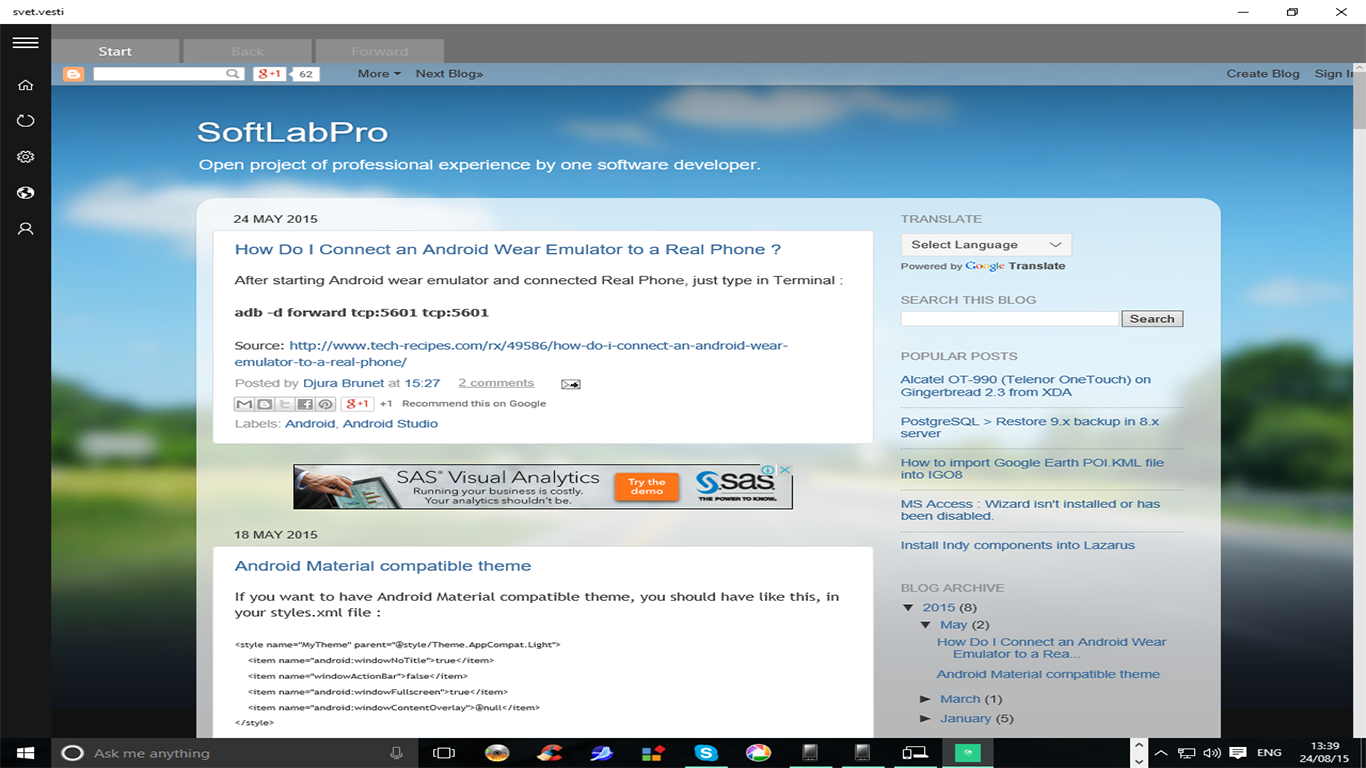 svet.vesti
Start
Back
Forward
g+1
62
More
Next Blog»
Create Blog
Sign In
SoftLabPro
Open project of professional experience by one software developer.
24 MAY 2015
How Do I Connect an Android Wear Emulator to a Real Phone ?
After starting Android wear emulator and connected Real Phone, just type in Terminal :
adb -d forward tcp:5601 tcp:5601
Source: http://www.tech-recipes.com/rx/49586/how-do-i-connect-an-android-wear-
emulator-to-a-real-phone/
Posted by Djura Brunet at 15:27 2 comments
g+1 +1 Recommend this on Google
Labels: Android, Android Studio
SAS® Visual Analytics
Running your business is costly.
Your analytics shouldn't be.
Try the
demo
sas
THE POWER TO KNOW.
18 MAY 2015
Android Material compatible theme
If you want to have Android Material compatible theme, you should have like this, in
your styles.xml file :
<style name="MyTheme" parent="@style/Theme.AppCompat.Light">
<item name="android:windowNoTitle">true</item>
<item name="windowActionBar">false</item>
<item name="android:windowFullscreen">true</item>
<item name="android:windowContentOverlay">@null</item>
</style>
TRANSLATE
Select Language
Powered by Google Translate
SEARCH THIS BLOG
Search
POPULAR POSTS
Alcatel OT-990 (Telenor OneTouch) on
Gingerbread 2.3 from XDA
PostgreSQL > Restore 9.x backup in 8.x
server
How to import Google Earth POI.KML file
into IGO8
MS Access : Wizard isn't installed or has
been disabled.
Install Indy components into Lazarus
BLOG ARCHIVE
▼ 2015 (8)
▼ May (2)
How Do I Connect an Android Wear
Emulator to a Rea...
Android Material compatible theme
► March (1)
► January (5)
Ask me anything
ENG
13:39
24/08/15